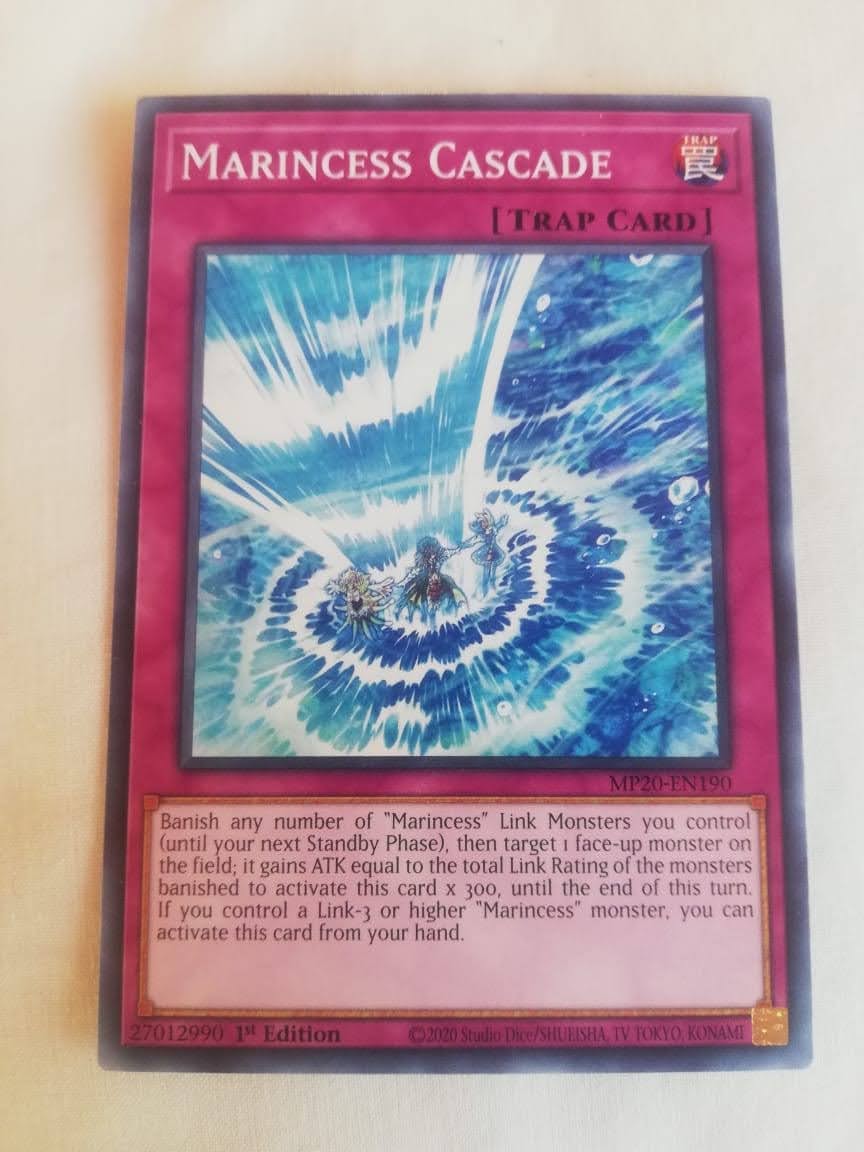 MARINCESS CASCADE
TRAP
罠
[TRAP CARD]
MP20-EN190
Banish any number of "Marincess" Link Monsters you control
(until your next Standby Phase), then target 1 face-up monster on
the field; it gains ATK equal to the total Link Rating of the monsters
banished to activate this card x 300, until the end of this turn.
If you control a Link-3 or higher "Marincess" monster, you can
activate this card from your hand.
27012990 1st Edition ©2020 Studio Dice/SHUEISHA, TV TOKYO, KONAMI